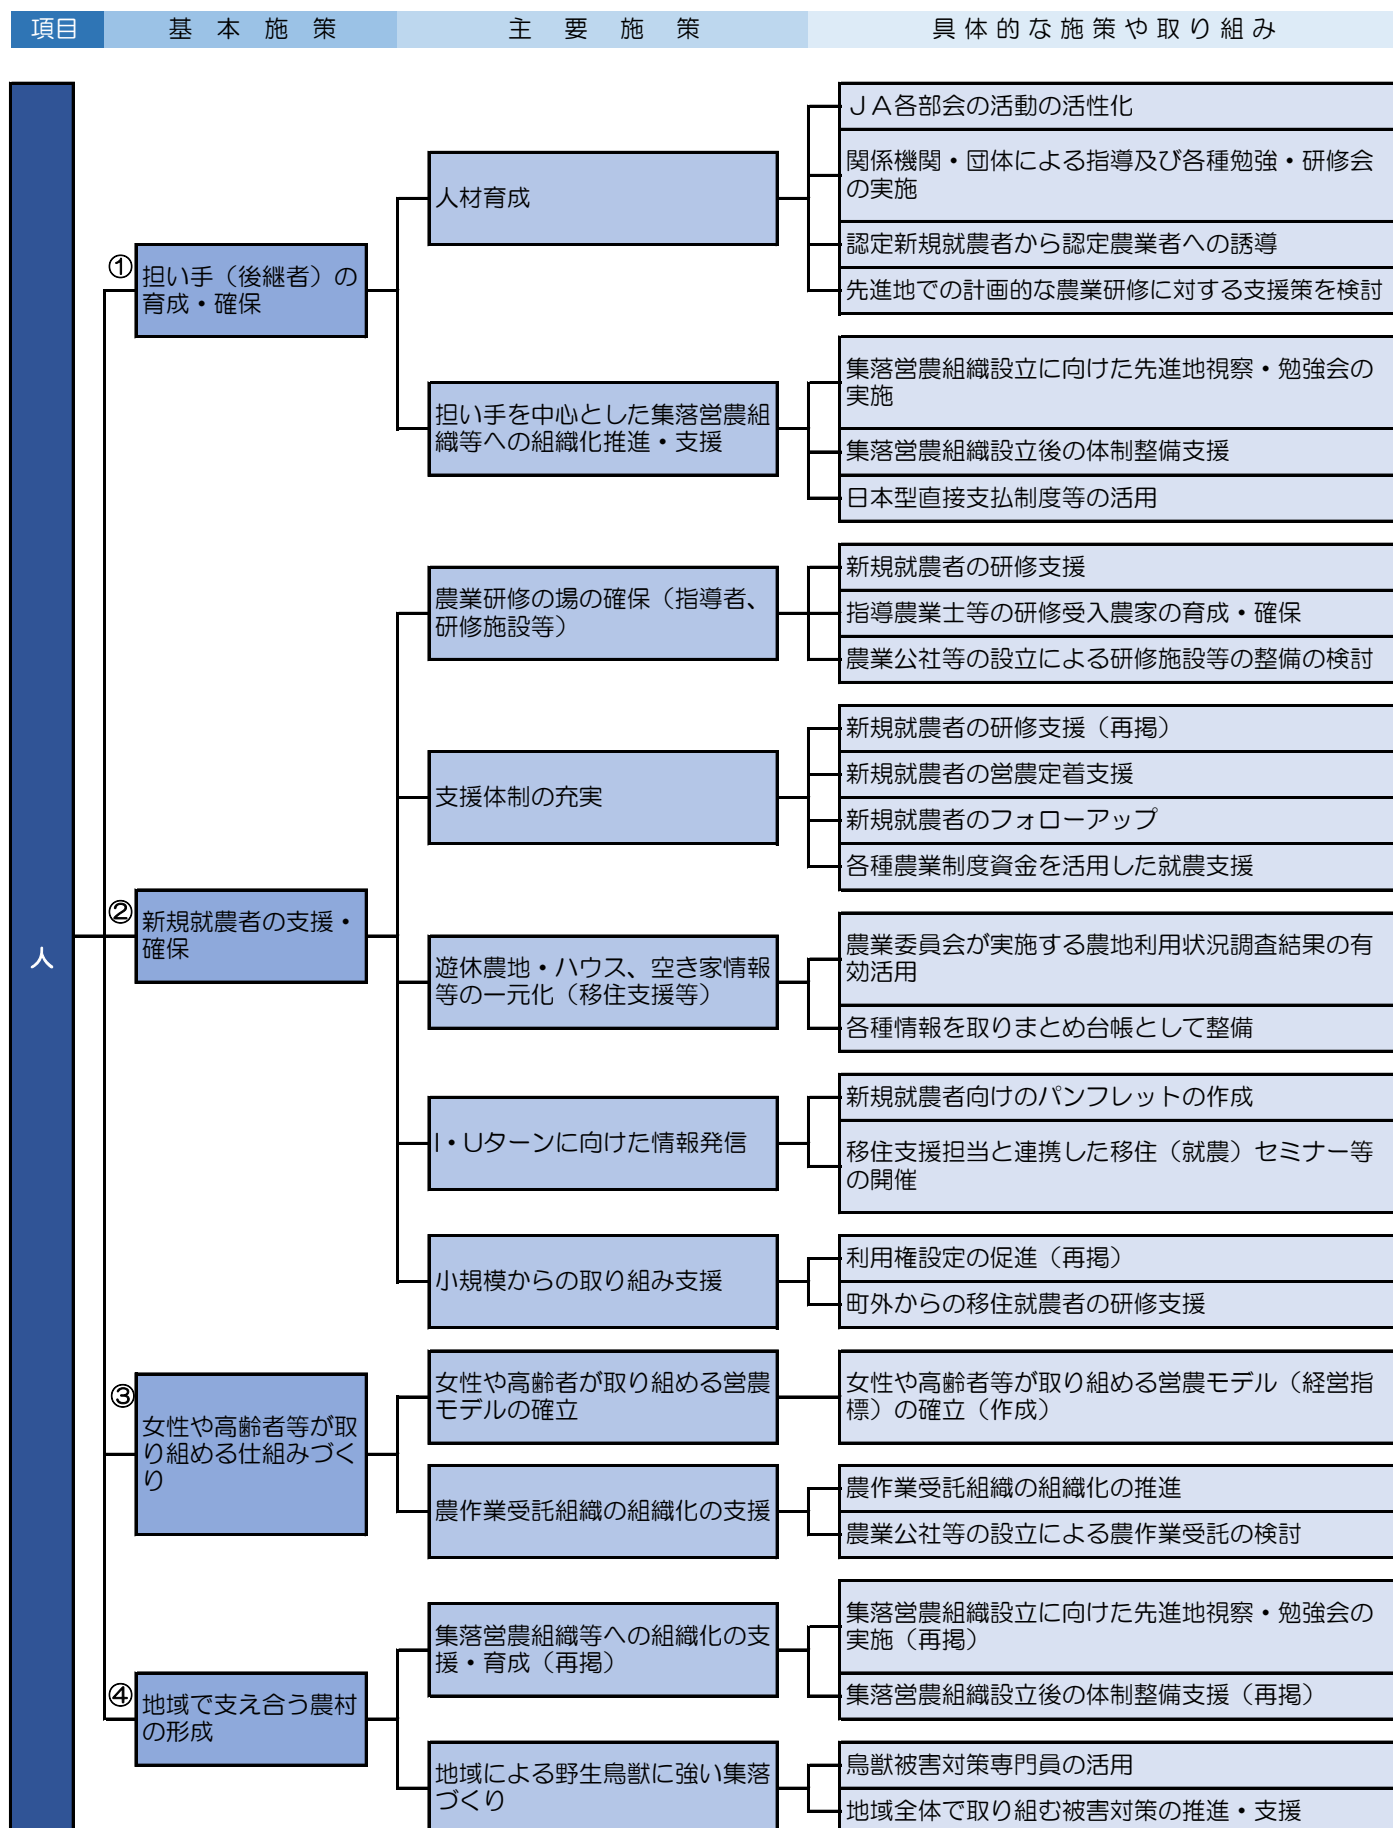 項目 基本施策 主要施策 具体的な施策や取り組み
人
①
担い手（後継者）の
育成・確保
人材育成
ＪＡ各部会の活動の活性化
関係機関・団体による指導及び各種勉強・研修会
の実施
認定新規就農者から認定農業者への誘導
先進地での計画的な農業研修に対する支援策を検討
担い手を中心とした集落営農組
織等への組織化推進・支援
集落営農組織設立に向けた先進地視察・勉強会の
実施
集落営農組織設立後の体制整備支援
日本型直接支払制度等の活用
②
新規就農者の支援・
確保
農業研修の場の確保（指導者、
研修施設等）
新規就農者の研修支援
指導農業士等の研修受入農家の育成・確保
農業公社等の設立による研修施設等の整備の検討
支援体制の充実
新規就農者の研修支援（再掲）
新規就農者の営農定着支援
新規就農者のフォローアップ
各種農業制度資金を活用した就農支援
遊休農地・ハウス、空き家情報
等の一元化（移住支援等）
農業委員会が実施する農地利用状況調査結果の有
効活用
各種情報を取りまとめ台帳として整備
I・Uターンに向けた情報発信
新規就農者向けのパンフレットの作成
移住支援担当と連携した移住（就農）セミナー等
の開催
小規模からの取り組み支援
利用権設定の促進（再掲）
町外からの移住就農者の研修支援
③
女性や高齢者等が取
り組める仕組みづく
り
女性や高齢者が取り組める営農
モデルの確立
女性や高齢者等が取り組める営農モデル（経営指
標）の確立（作成）
農作業受託組織の組織化の支援
農作業受託組織の組織化の推進
農業公社等の設立による農作業受託の検討
④
地域で支え合う農村
の形成
集落営農組織等への組織化の支
援・育成（再掲）
集落営農組織設立に向けた先進地視察・勉強会の
実施（再掲）
集落営農組織設立後の体制整備支援（再掲）
地域による野生鳥獣に強い集落
づくり
鳥獣被害対策専門員の活用
地域全体で取り組む被害対策の推進・支援